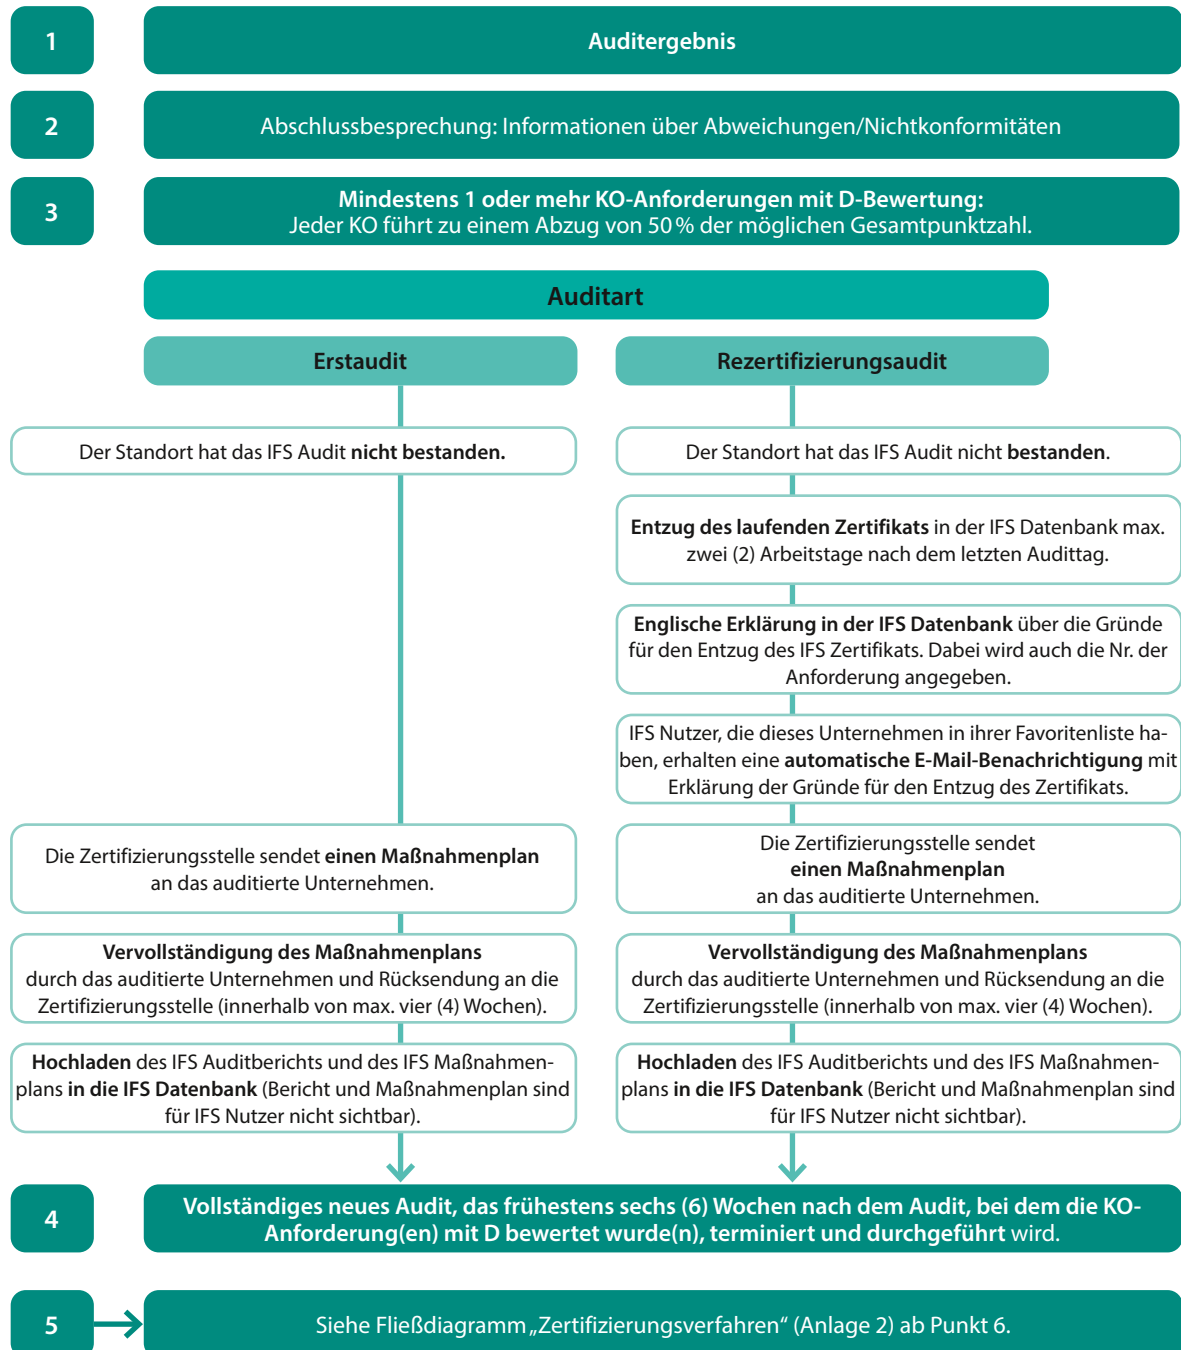 1
Auditergebnis
2
Abschlussbesprechung: Informationen über Abweichungen/Nichtkonformitäten
3
Mindestens 1 oder mehr KO-Anforderungen mit D-Bewertung:
Jeder KO führt zu einem Abzug von 50 % der möglichen Gesamtpunktzahl.
Auditart
Erstaudit
Der Standort hat das IFS Audit nicht bestanden.
Die Zertifizierungsstelle sendet einen Maßnahmenplan
an das auditierte Unternehmen.
Vervollständigung des Maßnahmenplans
durch das auditierte Unternehmen und Rücksendung an die
Zertifizierungsstelle (innerhalb von max. vier (4) Wochen).
Hochladen des IFS Auditberichts und des IFS Maßnahmen-
plans in die IFS Datenbank (Bericht und Maßnahmenplan sind
für IFS Nutzer nicht sichtbar).
Rezertifizierungsaudit
Der Standort hat das IFS Audit nicht bestanden.
Entzug des laufenden Zertifikats in der IFS Datenbank max.
zwei (2) Arbeitstage nach dem letzten Audittag.
Englische Erklärung in der IFS Datenbank über die Gründe
für den Entzug des IFS Zertifikats. Dabei wird auch die Nr. der
Anforderung angegeben.
IFS Nutzer, die dieses Unternehmen in ihrer Favoritenliste ha-
ben, erhalten eine automatische E-Mail-Benachrichtigung mit
Erklärung der Gründe für den Entzug des Zertifikats.
Die Zertifizierungsstelle sendet
einen Maßnahmenplan
an das auditierte Unternehmen.
Vervollständigung des Maßnahmenplans
durch das auditierte Unternehmen und Rücksendung an die
Zertifizierungsstelle (innerhalb von max. vier (4) Wochen).
Hochladen des IFS Auditberichts und des IFS Maßnahmen-
plans in die IFS Datenbank (Bericht und Maßnahmenplan sind
für IFS Nutzer nicht sichtbar).
4
Vollständiges neues Audit, das frühestens sechs (6) Wochen nach dem Audit, bei dem die KO-
Anforderung(en) mit D bewertet wurde(n), terminiert und durchgeführt wird.
5
Siehe Fließdiagramm „Zertifizierungsverfahren" (Anlage 2) ab Punkt 6.